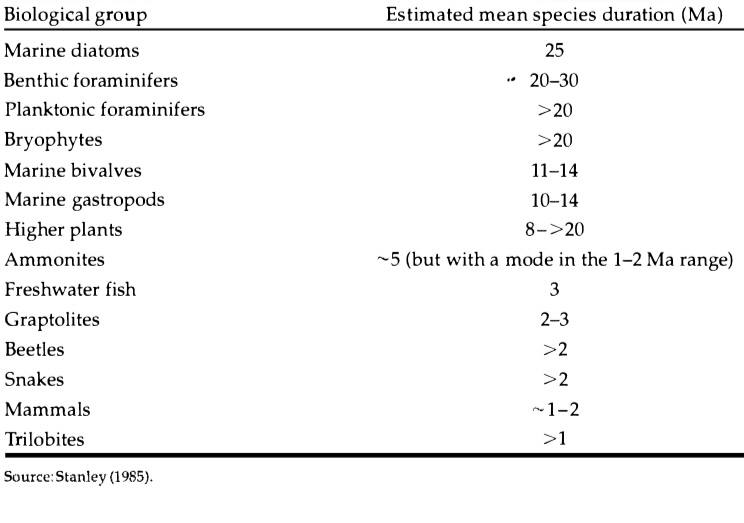 Biological group Estimated mean species duration (Ma)
Marine diatoms 25
Benthic foraminifers 20–30
Planktonic foraminifers >20
Bryophytes >20
Marine bivalves 11–14
Marine gastropods 10–14
Higher plants 8–>20
Ammonites ~5 (but with a mode in the 1–2 Ma range)
Freshwater fish 3
Graptolites 2–3
Beetles >2
Snakes >2
Mammals ~1–2
Trilobites >1
Source: Stanley (1985).